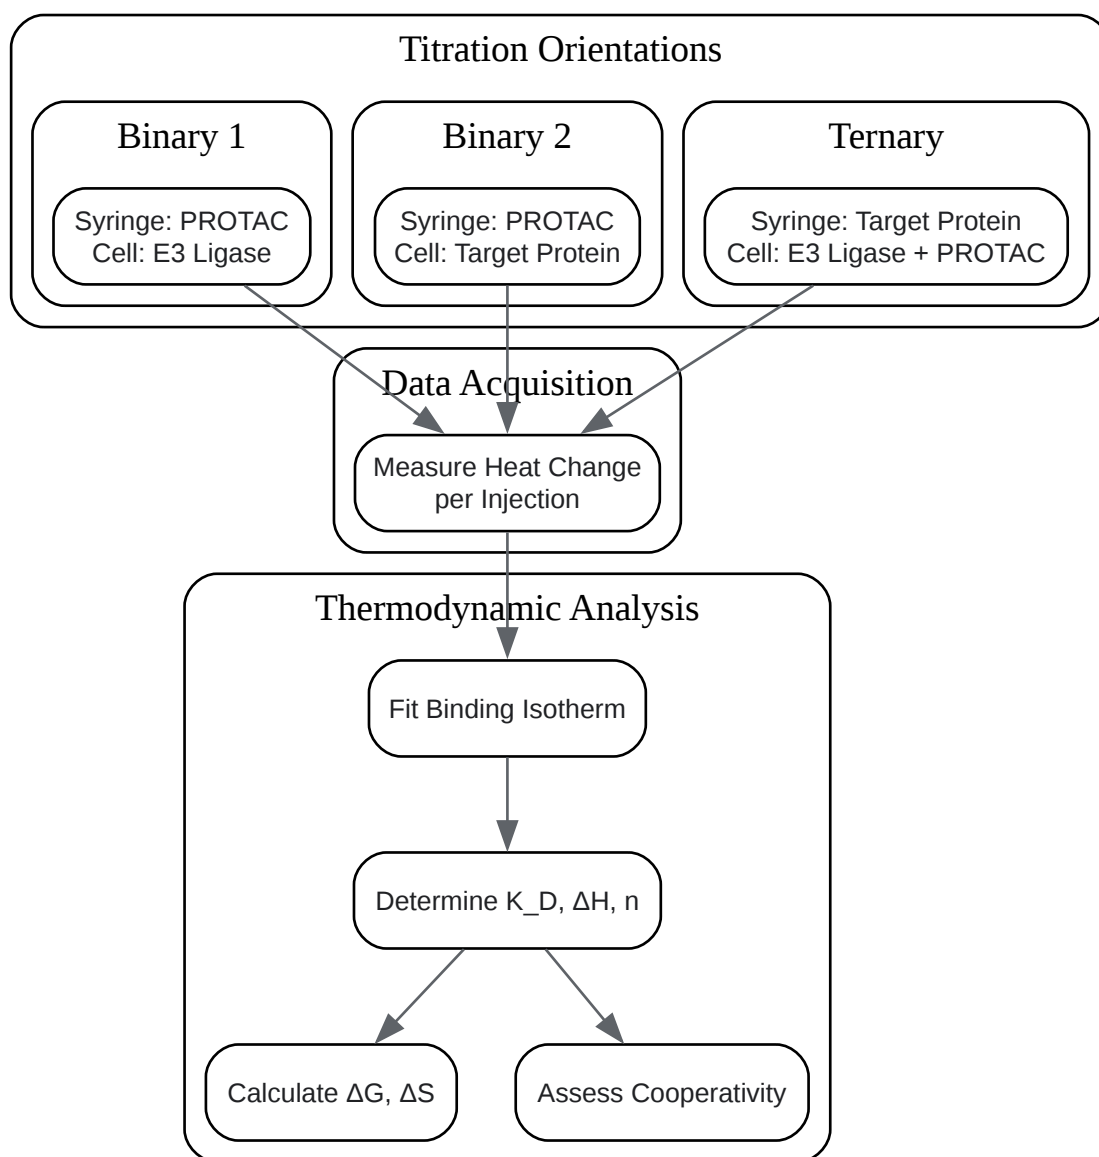 Titration Orientations
Binary 1
Syringe: PROTAC
Cell: E3 Ligase
Binary 2
Syringe: PROTAC
Cell: Target Protein
Ternary
Syringe: Target Protein
Cell: E3 Ligase + PROTAC
Data Acquisition
Measure Heat Change
per Injection
Thermodynamic Analysis
Fit Binding Isotherm
Determine K_D, ΔH, n
Calculate ΔG, ΔS
Assess Cooperativity